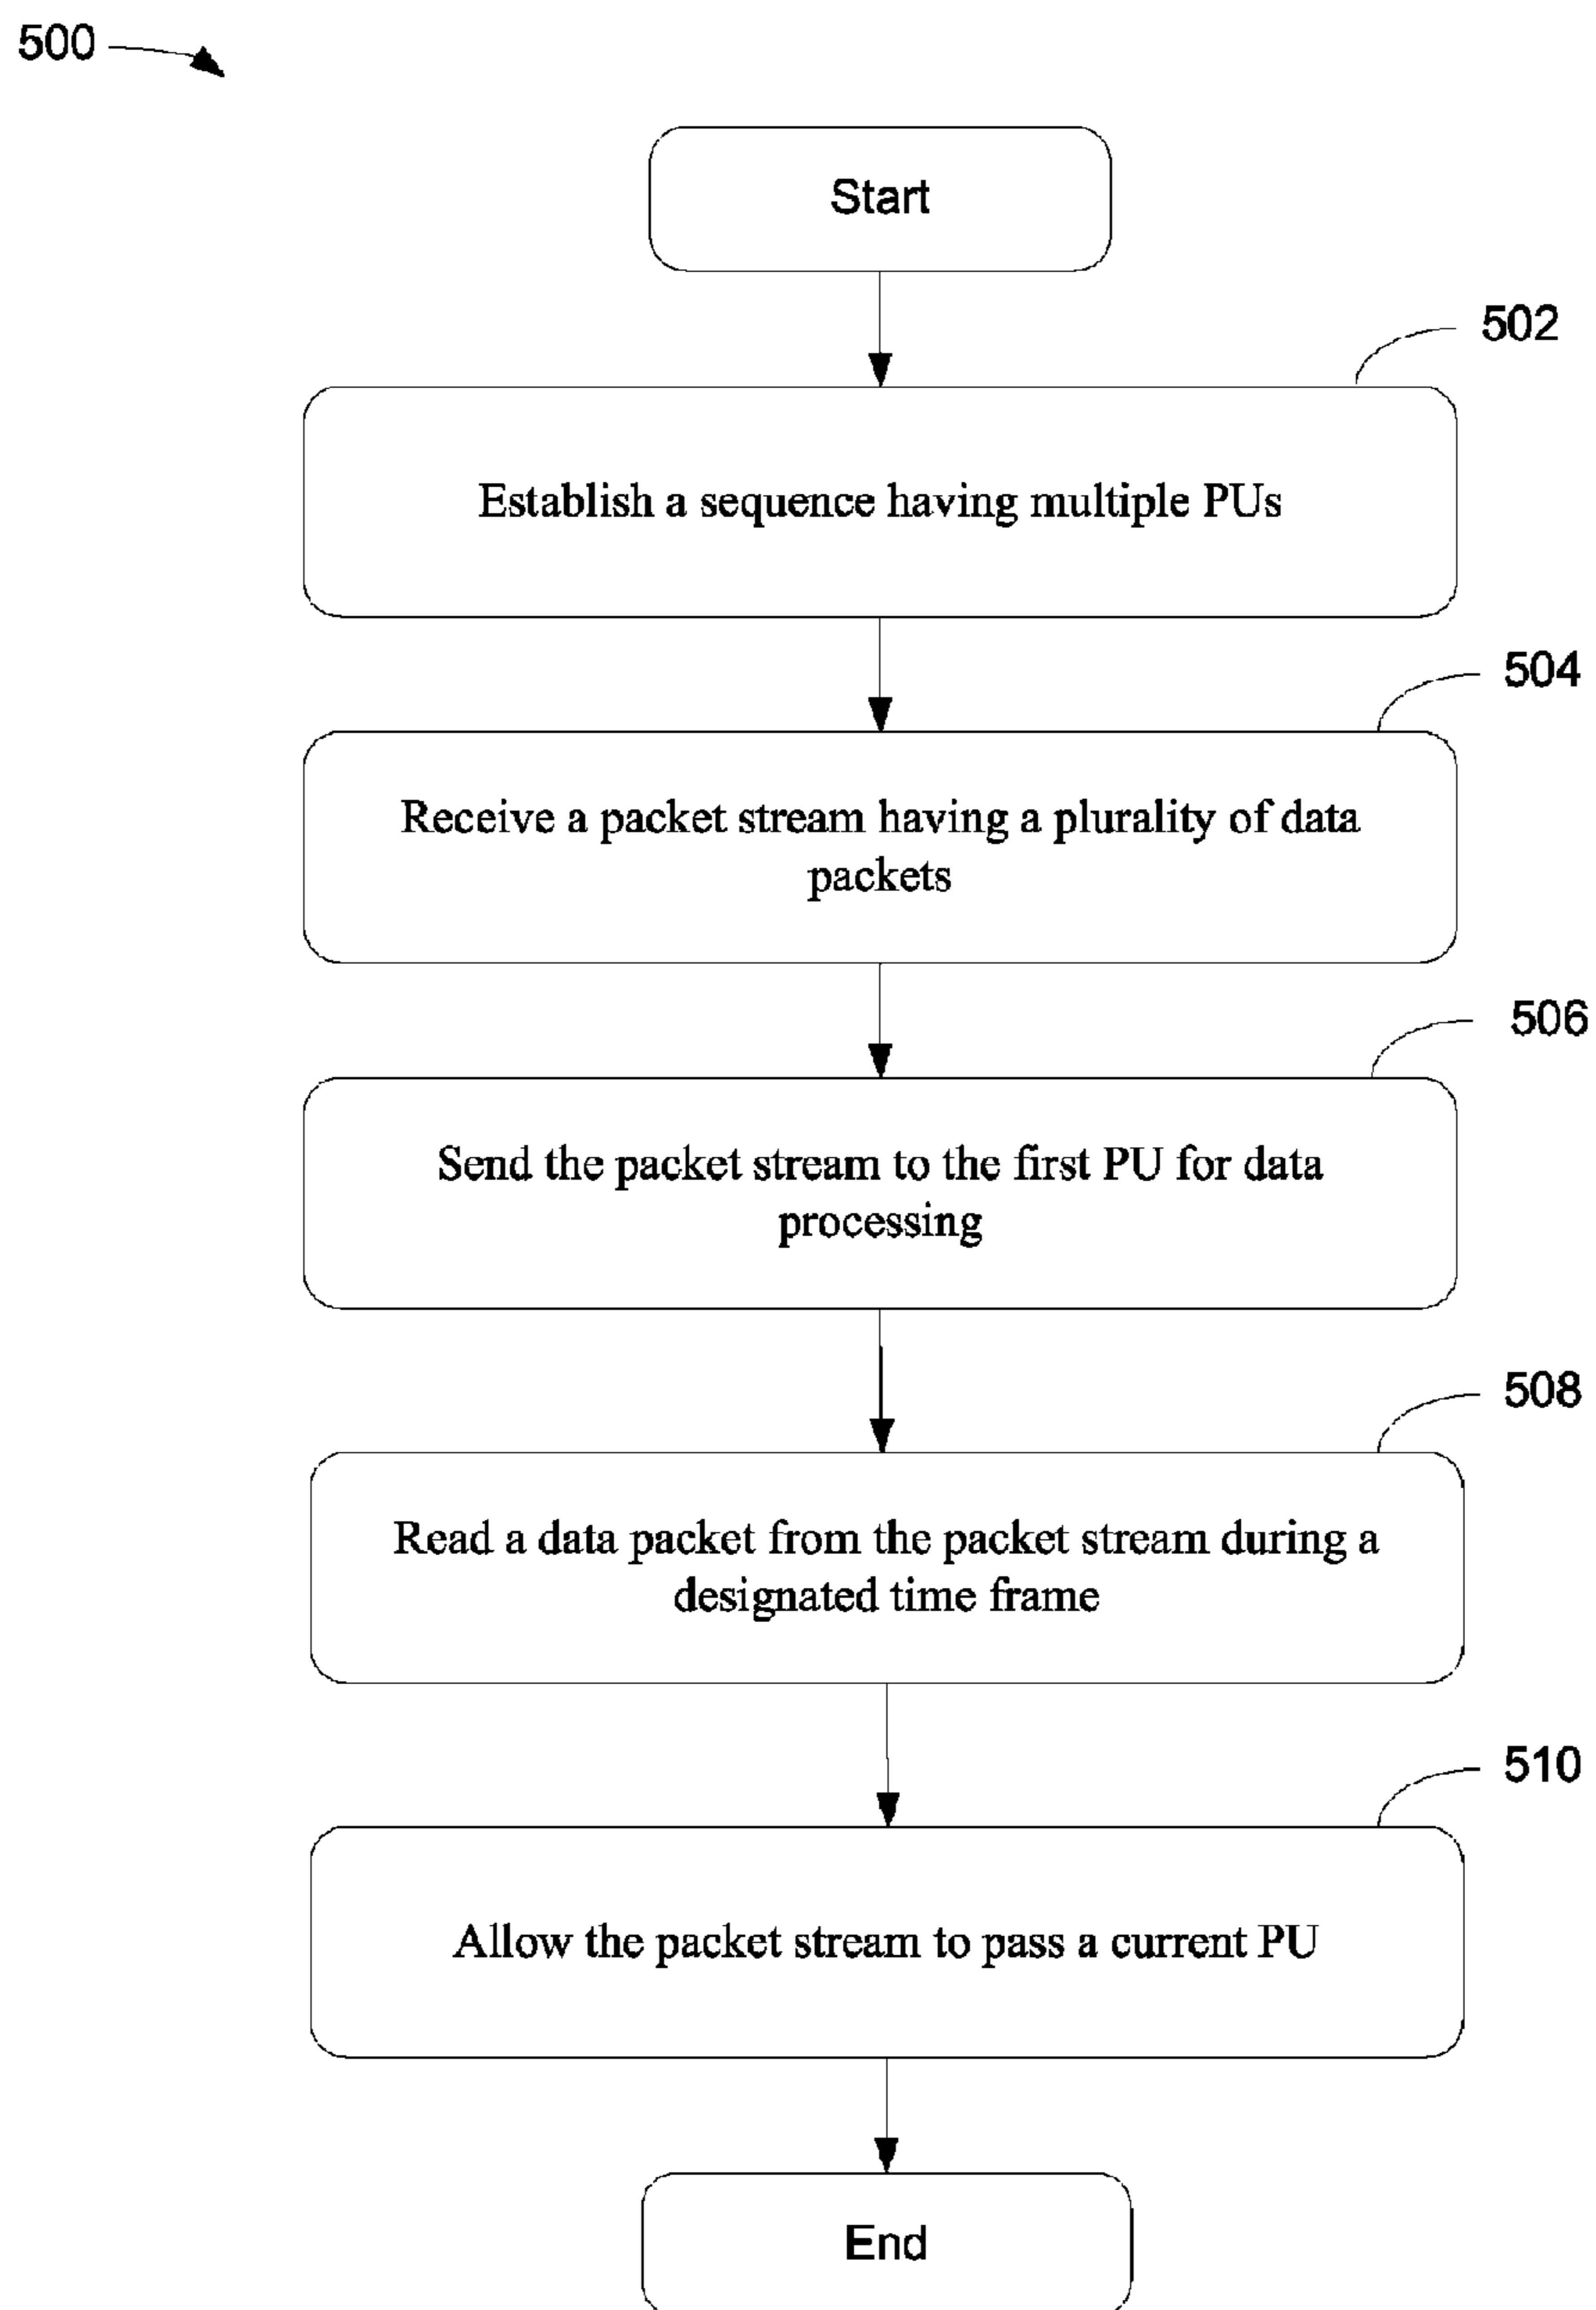 500
Start
502
Establish a sequence having multiple PUs
504
Receive a packet stream having a plurality of data
packets
506
Send the packet stream to the first PU for data
processing
508
Read a data packet from the packet stream during a
designated time frame
510
Allow the packet stream to pass a current PU
End